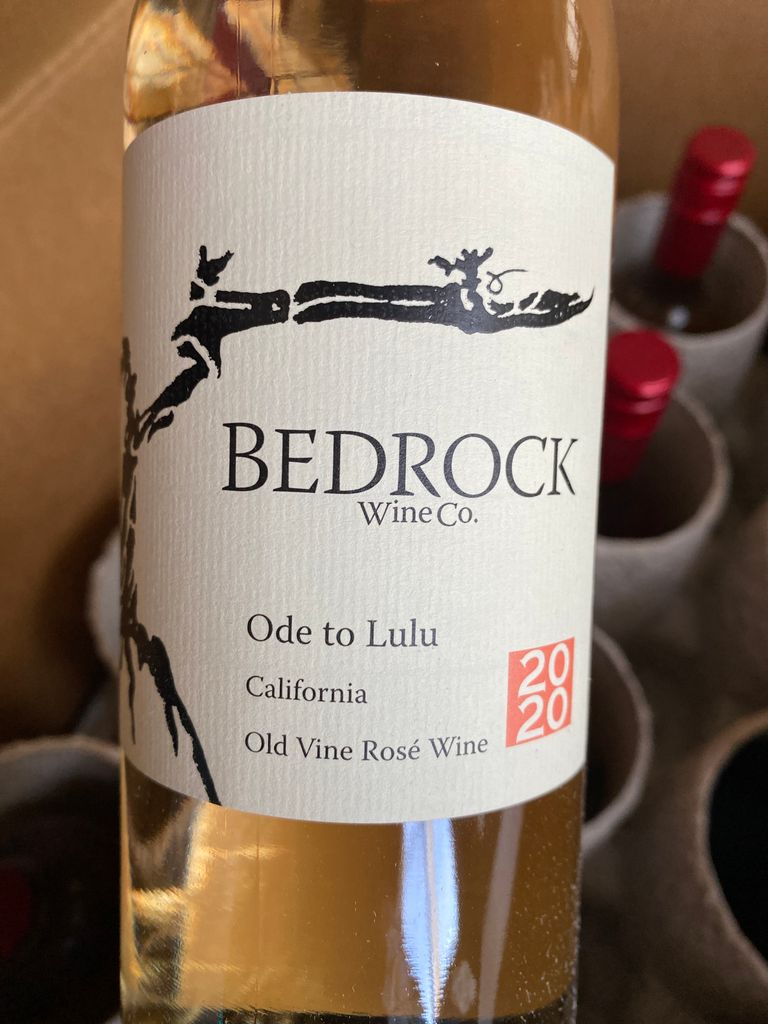 BEDROCK
Wine Co.
Ode to Lulu
California
Old Vine Rosé Wine
20
20